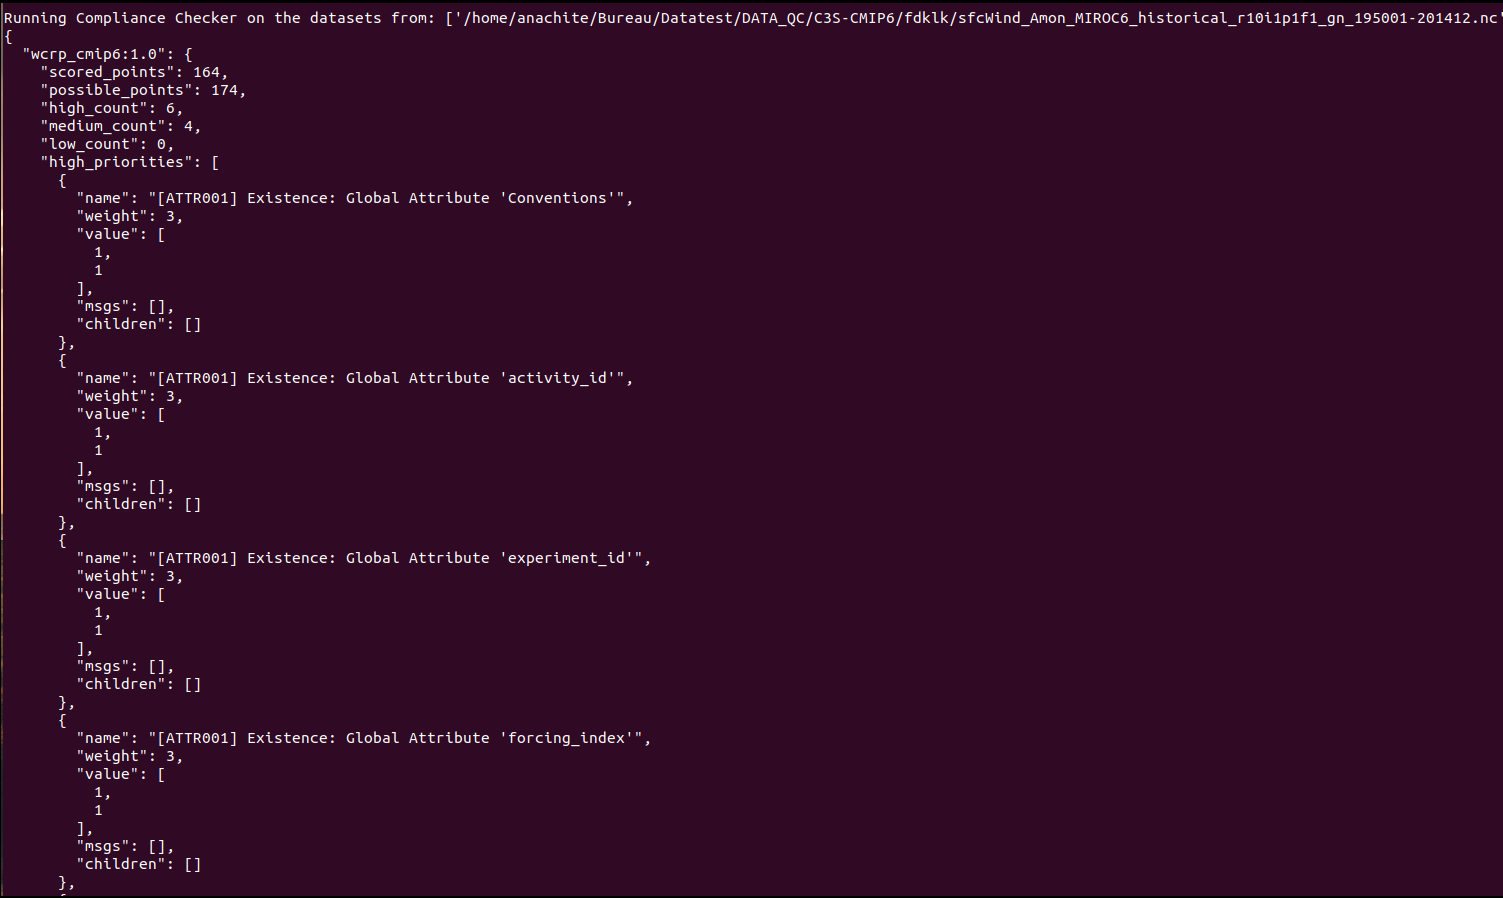 Running Compliance Checker on the datasets from: ['/home/anachite/Bureau/Datatest/DATA_QC/C3S-CMIP6/fdklk/sfcWind_Amon_MIROC6_historical_r10i1p1f1_gn_195001-201412.nc'
{
  "wcrp_cmip6:1.0": {
    "scored_points": 164,
    "possible_points": 174,
    "high_count": 6,
    "medium_count": 4,
    "low_count": 0,
    "high_priorities": [
      {
        "name": "[ATTR001] Existence: Global Attribute 'Conventions'",
        "weight": 3,
        "value": [
          1,
          1
        ],
        "msgs": [],
        "children": []
      },
      {
        "name": "[ATTR001] Existence: Global Attribute 'activity_id'",
        "weight": 3,
        "value": [
          1,
          1
        ],
        "msgs": [],
        "children": []
      },
      {
        "name": "[ATTR001] Existence: Global Attribute 'experiment_id'",
        "weight": 3,
        "value": [
          1,
          1
        ],
        "msgs": [],
        "children": []
      },
      {
        "name": "[ATTR001] Existence: Global Attribute 'forcing_index'",
        "weight": 3,
        "value": [
          1,
          1
        ],
        "msgs": [],
        "children": []
      },